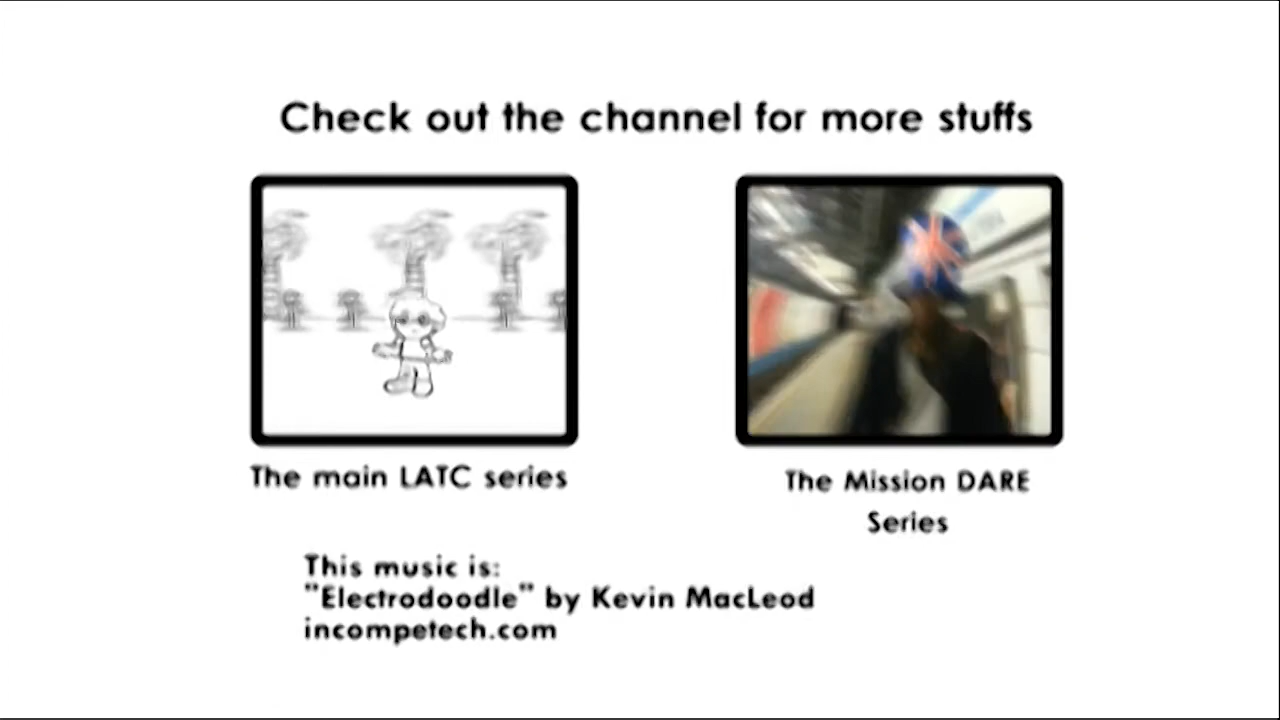 Check out the channel for more stuffs
The main LATC series
The Mission DARE
Series
This music is:
"Electrodoodle" by Kevin MacLeod
incompetech.com